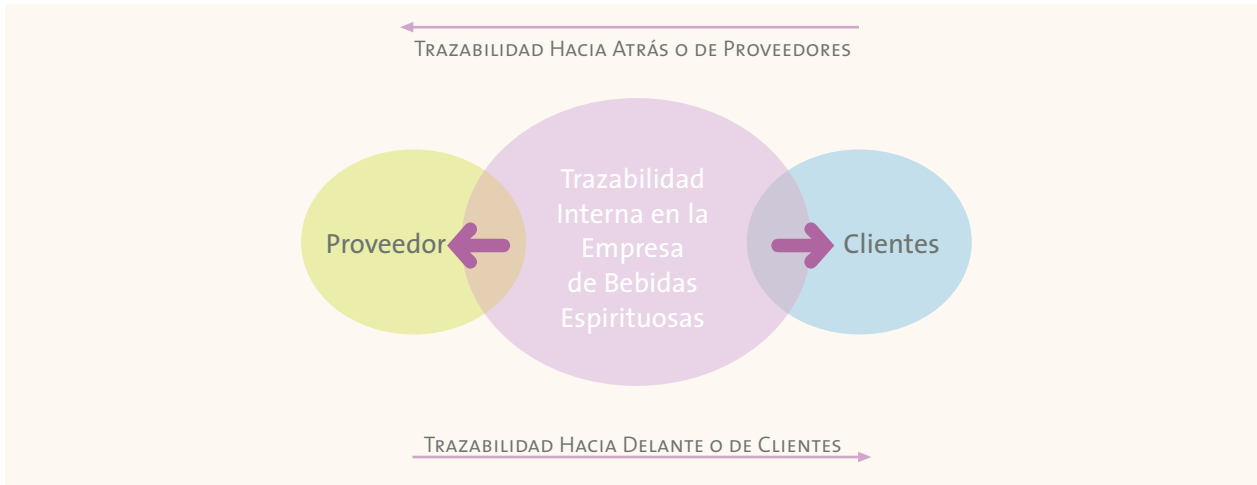 Trazabilidad Hacia Atrás o de Proveedores
Proveedor
Trazabilidad
Interna en la
Empresa
de Bebidas
Espirituosas
Clientes
Trazabilidad Hacia Delante o de Clientes